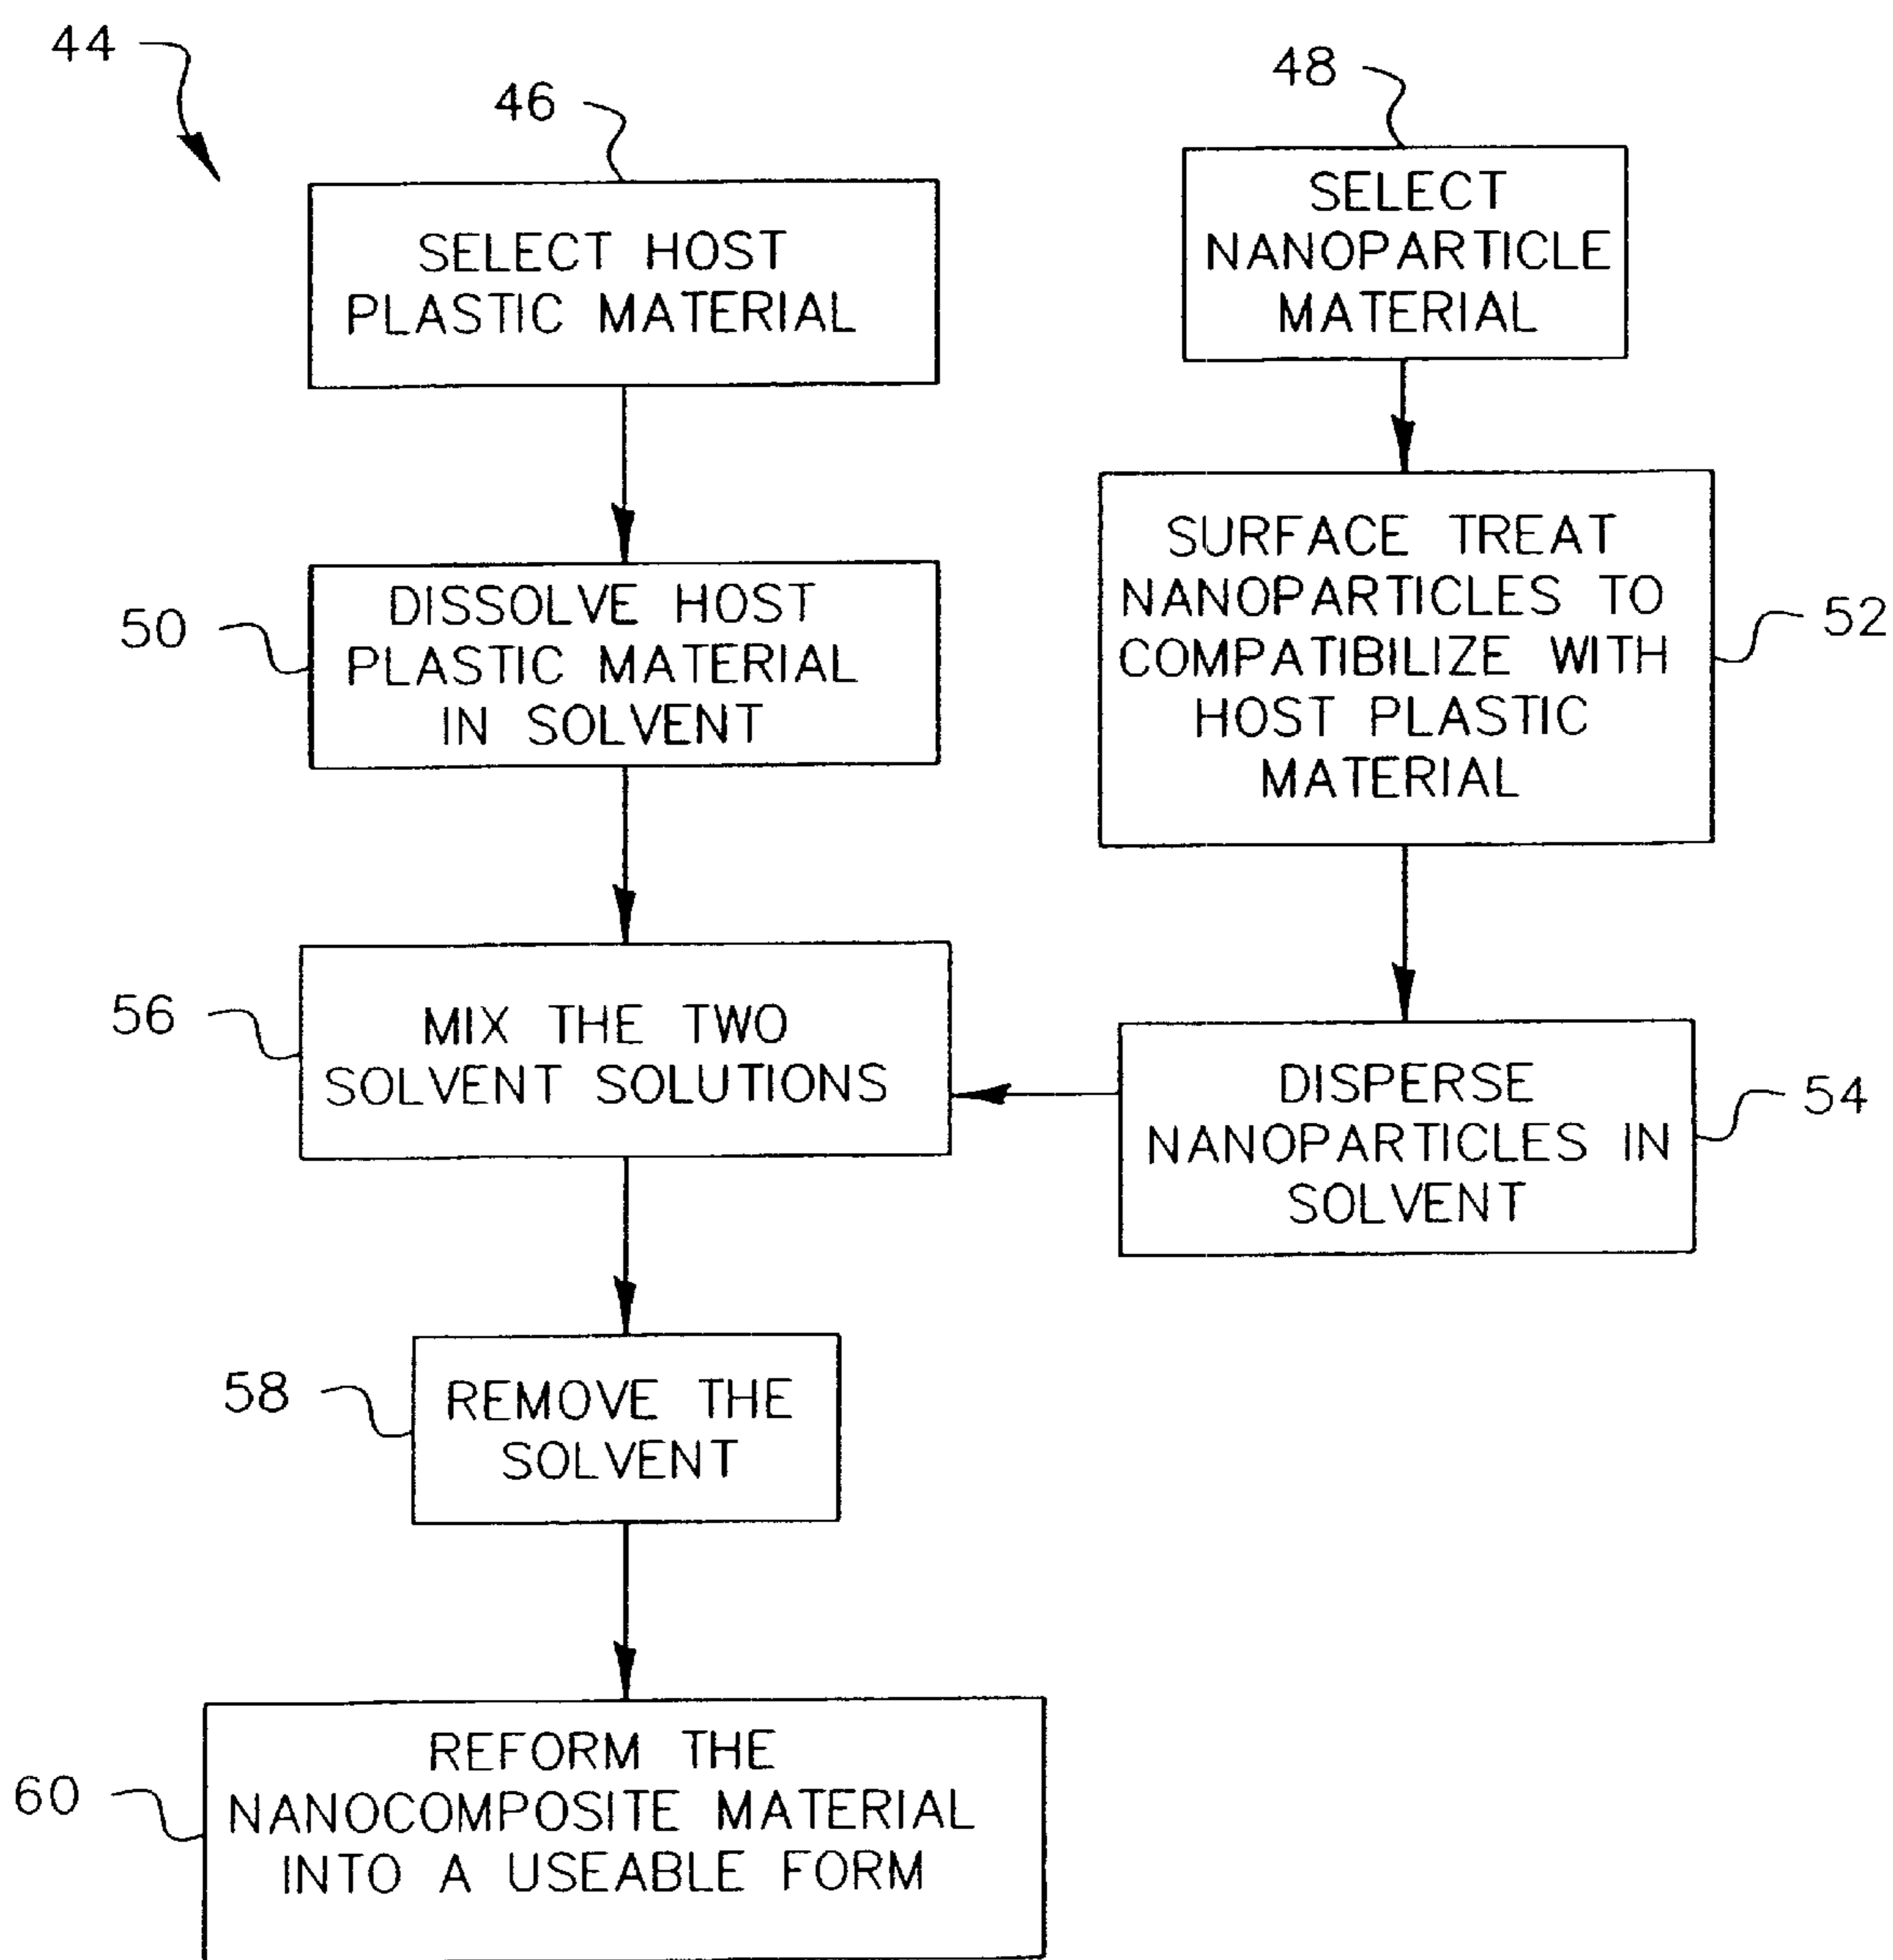 44
46
SELECT HOST
PLASTIC MATERIAL
48
SELECT
NANOPARTICLE
MATERIAL
50
DISSOLVE HOST
PLASTIC MATERIAL
IN SOLVENT
SURFACE TREAT
NANOPARTICLES TO
COMPATIBILIZE WITH
HOST PLASTIC
MATERIAL
52
56
MIX THE TWO
SOLVENT SOLUTIONS
DISPERSE
NANOPARTICLES IN
SOLVENT
54
58
REMOVE THE
SOLVENT
60
REFORM THE
NANOCOMPOSITE MATERIAL
INTO A USEABLE FORM